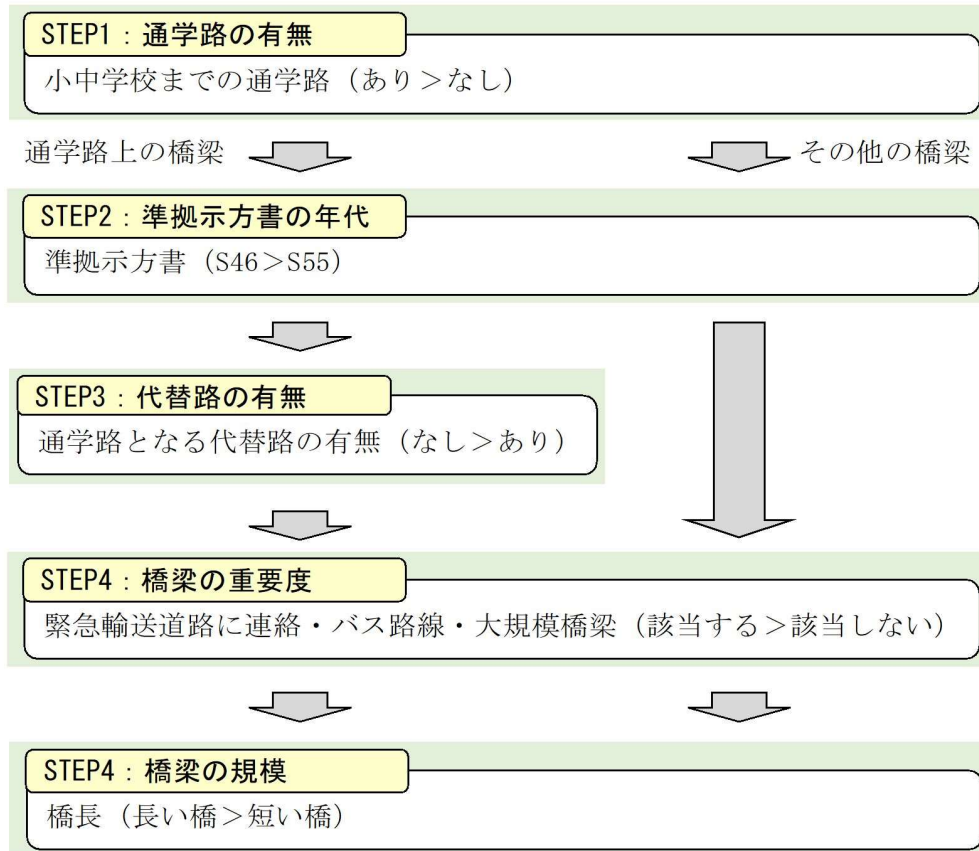 STEP1：通学路の有無
小中学校までの通学路（あり＞なし）
通学路上の橋梁
その他の橋梁
STEP2：準拠示方書の年代
準拠示方書（S46＞S55）
STEP3：代替路の有無
通学路となる代替路の有無（なし＞あり）
STEP4：橋梁の重要度
緊急輸送道路に連絡・バス路線・大規模橋梁（該当する＞該当しない）
STEP4：橋梁の規模
橋長（長い橋＞短い橋）